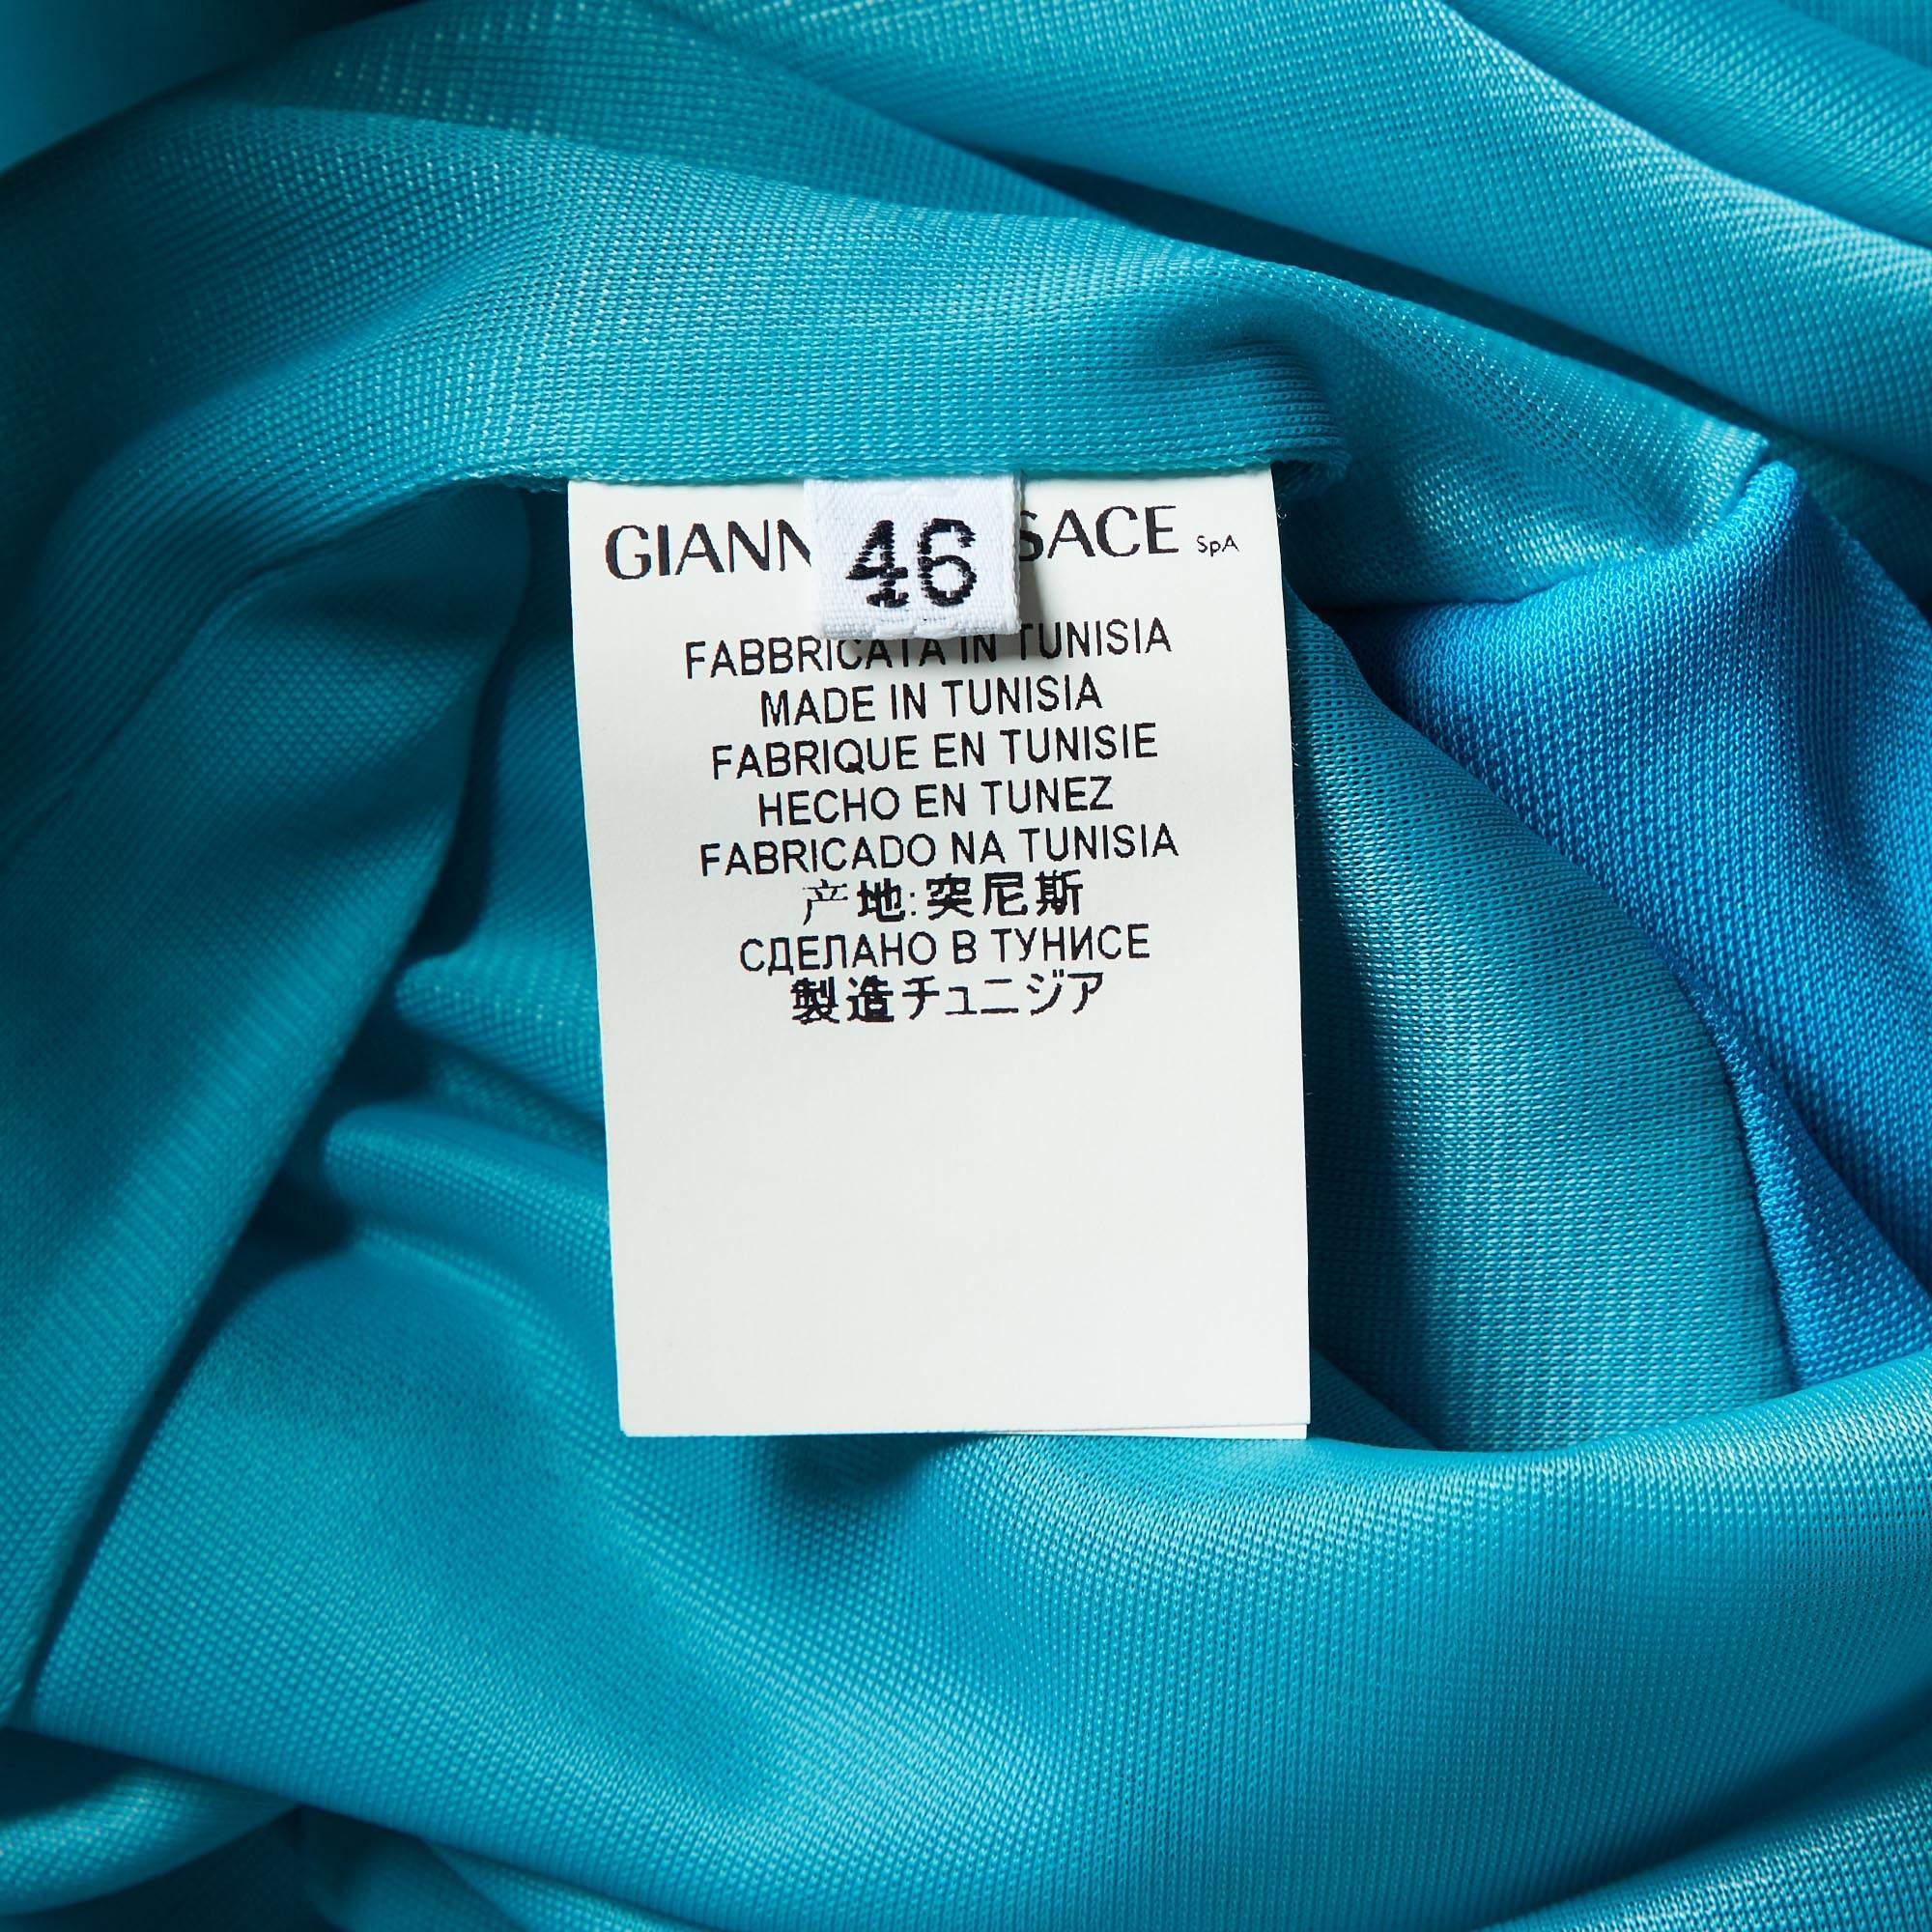 GIANN SACE SpA
46
FABBRICATA IN TUNISIA
MADE IN TUNISIA
FABRIQUE EN TUNISIE
HECHO EN TUNEZ
FABRICADO NA TUNISIA
产地:突尼斯
СДЕЛАНО В ТУНИСЕ
製造チュニジア